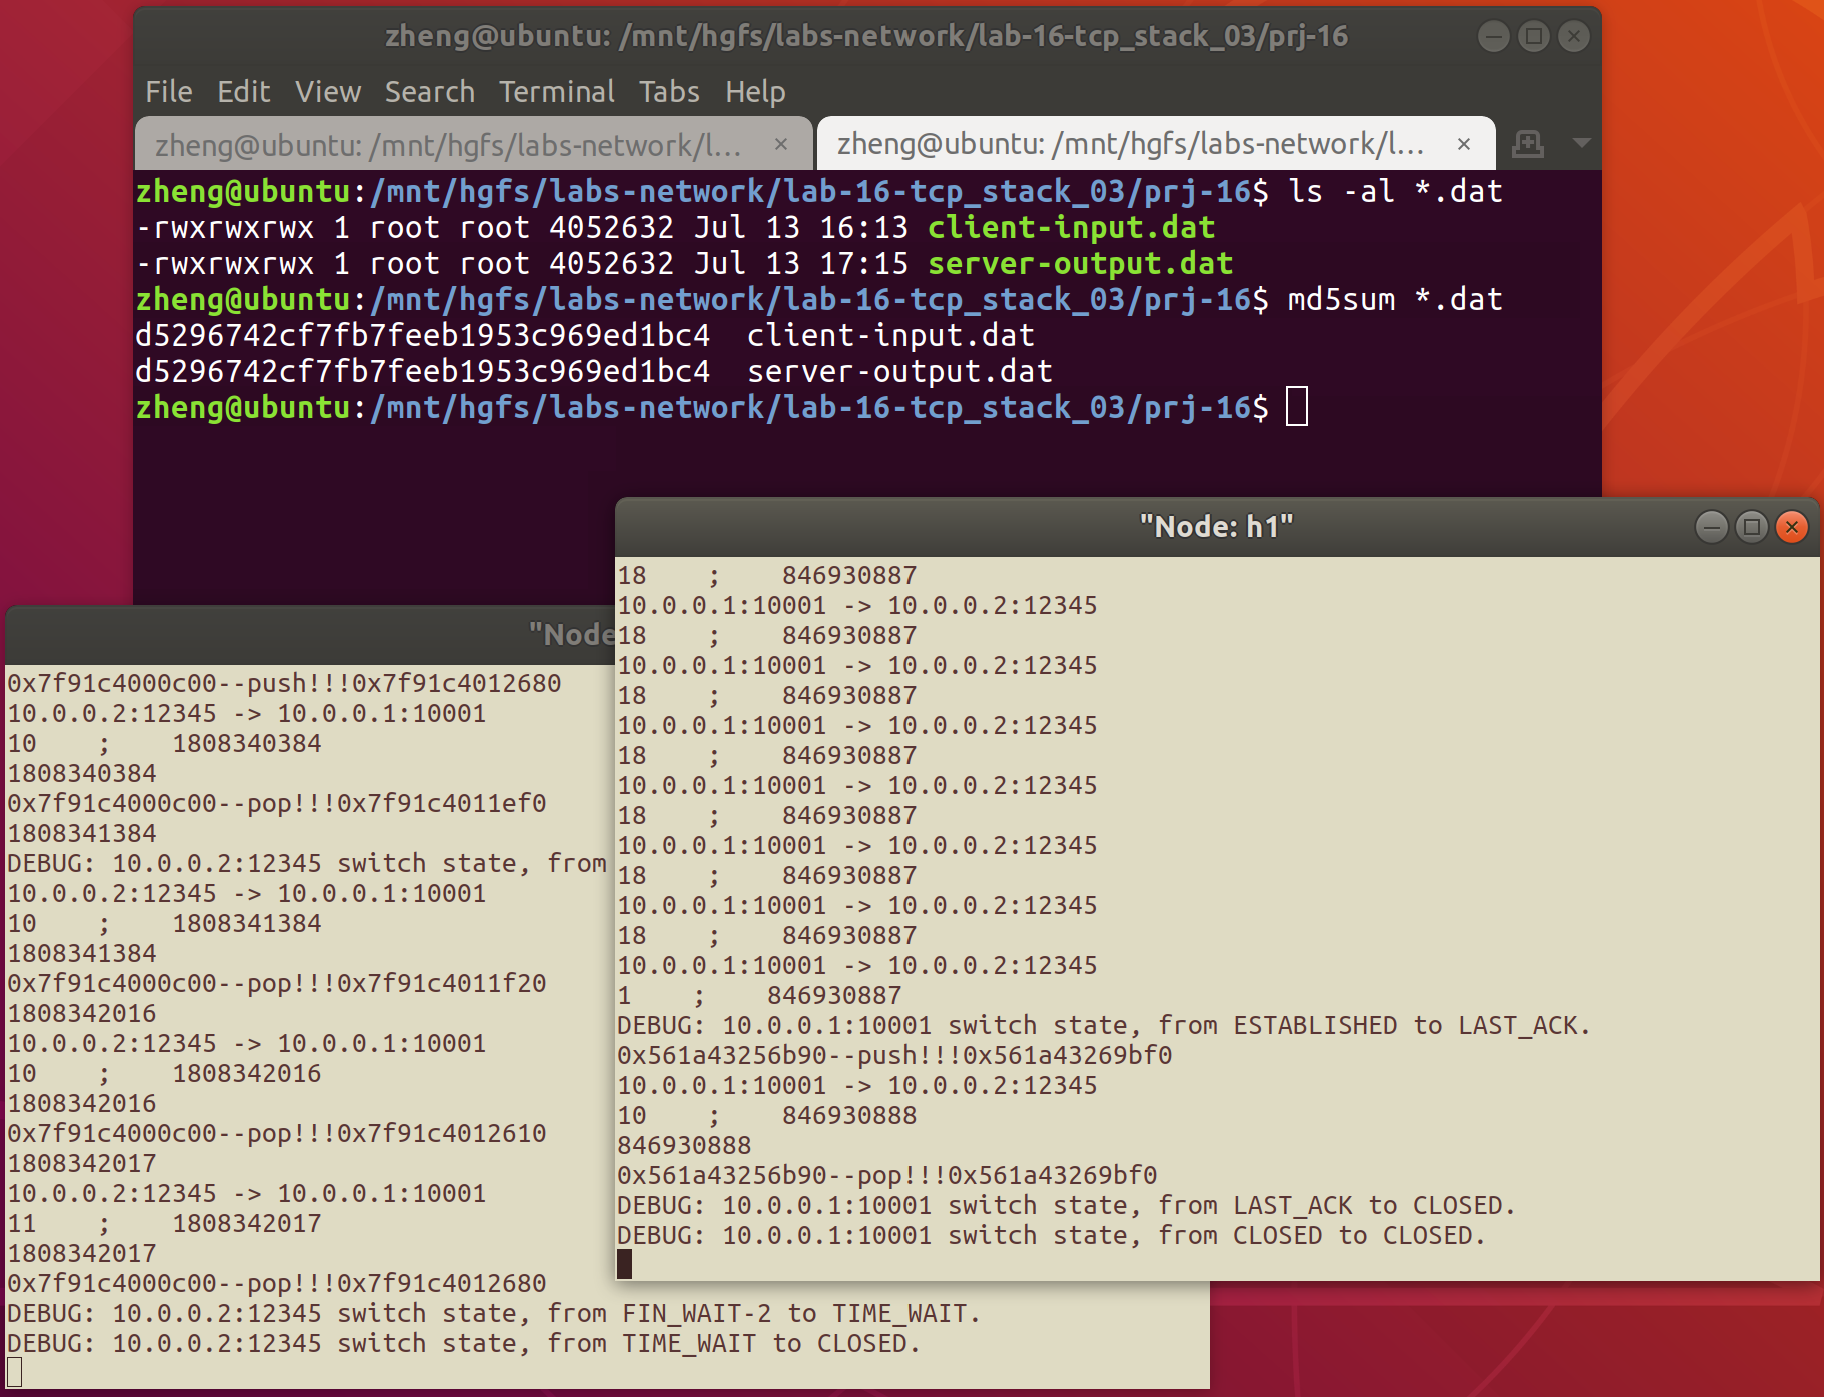 zheng@ubuntu: /mnt/hgfs/labs-network/lab-16-tcp_stack_03/prj-16
File Edit View Search Terminal Tabs Help
zheng@ubuntu: /mnt/hgfs/labs-network/l... × zheng@ubuntu: /mnt/hgfs/labs-network/l... ×
zheng@ubuntu:/mnt/hgfs/labs-network/lab-16-tcp_stack_03/prj-16$ ls -al *.dat
-rwxrwxrwx 1 root root 4052632 Jul 13 16:13 client-input.dat
-rwxrwxrwx 1 root root 4052632 Jul 13 17:15 server-output.dat
zheng@ubuntu:/mnt/hgfs/labs-network/lab-16-tcp_stack_03/prj-16$ md5sum *.dat
d5296742cf7fb7feeb1953c969ed1bc4  client-input.dat
d5296742cf7fb7feeb1953c969ed1bc4  server-output.dat
zheng@ubuntu:/mnt/hgfs/labs-network/lab-16-tcp_stack_03/prj-16$
"Node: h1"
18    ;    846930887
10.0.0.1:10001 -> 10.0.0.2:12345
18    ;    846930887
10.0.0.1:10001 -> 10.0.0.2:12345
18    ;    846930887
10.0.0.1:10001 -> 10.0.0.2:12345
18    ;    846930887
10.0.0.1:10001 -> 10.0.0.2:12345
18    ;    846930887
10.0.0.1:10001 -> 10.0.0.2:12345
18    ;    846930887
10.0.0.1:10001 -> 10.0.0.2:12345
18    ;    846930887
10.0.0.1:10001 -> 10.0.0.2:12345
1    ;    846930887
DEBUG: 10.0.0.1:10001 switch state, from ESTABLISHED to LAST_ACK.
0x561a43256b90--push!!!0x561a43269bf0
10.0.0.1:10001 -> 10.0.0.2:12345
10    ;    846930888
846930888
0x561a43256b90--pop!!!0x561a43269bf0
DEBUG: 10.0.0.1:10001 switch state, from LAST_ACK to CLOSED.
DEBUG: 10.0.0.1:10001 switch state, from CLOSED to CLOSED.
"Node
0x7f91c4000c00--push!!!0x7f91c4012680
10.0.0.2:12345 -> 10.0.0.1:10001
10    ;    1808340384
1808340384
0x7f91c4000c00--pop!!!0x7f91c4011ef0
1808341384
DEBUG: 10.0.0.2:12345 switch state, from
10.0.0.2:12345 -> 10.0.0.1:10001
10    ;    1808341384
1808341384
0x7f91c4000c00--pop!!!0x7f91c4011f20
1808342016
10.0.0.2:12345 -> 10.0.0.1:10001
10    ;    1808342016
1808342016
0x7f91c4000c00--pop!!!0x7f91c4012610
1808342017
10.0.0.2:12345 -> 10.0.0.1:10001
11    ;    1808342017
1808342017
0x7f91c4000c00--pop!!!0x7f91c4012680
DEBUG: 10.0.0.2:12345 switch state, from FIN_WAIT-2 to TIME_WAIT.
DEBUG: 10.0.0.2:12345 switch state, from TIME_WAIT to CLOSED.